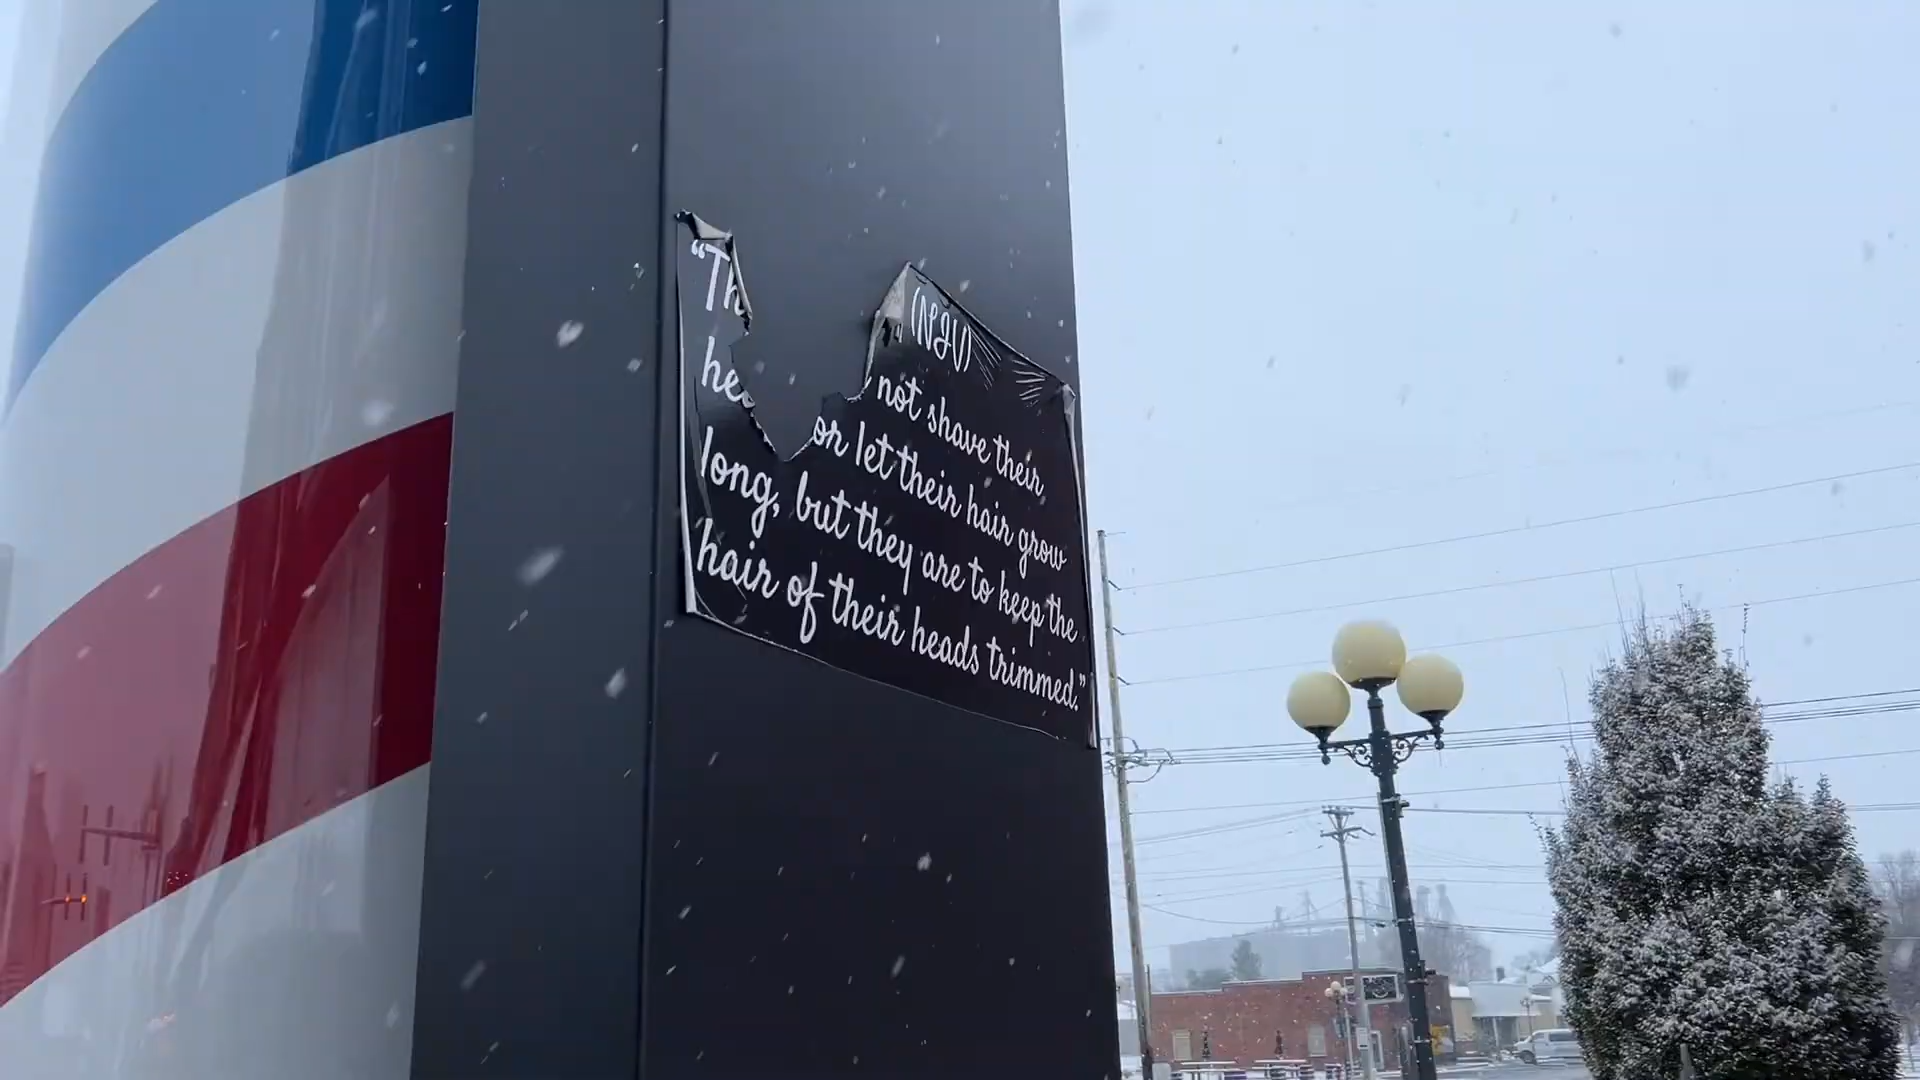 “Th
(NIV)
he not shave their
or let their hair grow
long, but they are to keep the
hair of their heads trimmed.”